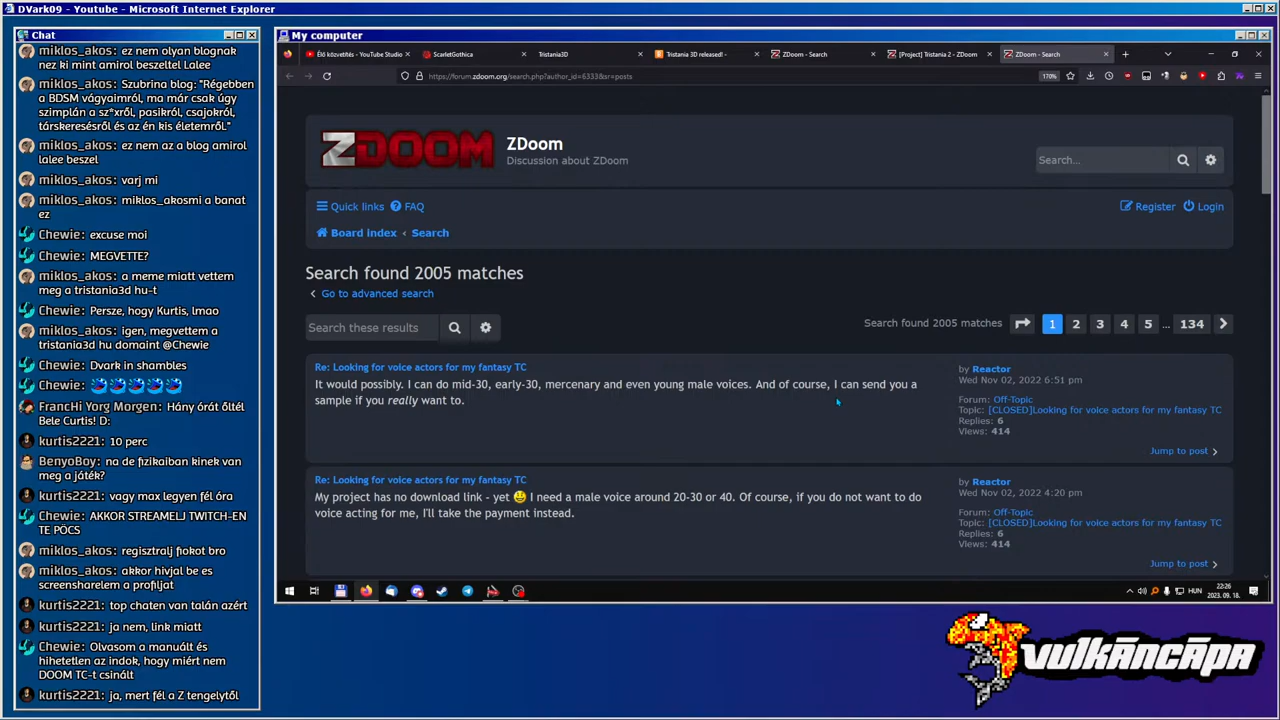 DVark09 - Youtube - Microsoft Internet Explorer
Chat
miklos_akos: ez nem olyan blognak
nez ki mint amirol beszeltel Lalee
miklos_akos: Szubrina blog: "Régebben
a BDSM vágyaimról, ma már csak úgy
szimplán a sz*xről, pasikról, csajokról,
társkeresésről és az én kis életemről."
miklos_akos: ez nem az a blog amirol
lalee beszel
miklos_akos: varj mi
miklos_akos: miklos_akosmi a banat
ez
Chewie: excuse moi
Chewie: MEGVETTE?
miklos_akos: a meme miatt vettem
meg a tristania3d hu-t
Chewie: Persze, hogy Kurtis, lmao
miklos_akos: igen, megvettem a
tristania3d hu domaint @Chewie
Chewie: Dvark in shambles
Chewie:
FrancHi Yorg Morgen: Hány órát öltél
Bele Curtis! D:
kurtis2221: 10 perc
BenyoBoy: na de fizikaiban kinek van
meg a játék?
kurtis2221: vagy max legyen fél óra
Chewie: AKKOR STREAMELJ TWITCH-EN
TE PÖCS
miklos_akos: regisztralj fiokot bro
miklos_akos: akkor hivjal be es
screensharelem a profiljat
kurtis2221: top chaten van talán azért
kurtis2221: ja nem, link miatt
Chewie: Olvasom a manuált és
hihetetlen az indok, hogy miért nem
DOOM TC-t csinált
kurtis2221: ja, mert fél a Z tengelytől
My computer
Élő közvetítés - YouTube Studio
ScarletGothica
Tristania3D
Tristania 3D released! -
ZDoom - Search
[Project] Tristania 2 - ZDoom
ZDoom - Search
https://forum.zdoom.org/search.php?author_id=6333&sr=posts
170%
ZDOOM
ZDoom
Discussion about ZDoom
Search...
Quick links
FAQ
Register
Login
Board index ‹ Search
Search found 2005 matches
Go to advanced search
Search these results
Search found 2005 matches
1 2 3 4 5 ... 134
Re: Looking for voice actors for my fantasy TC
It would possibly. I can do mid-30, early-30, mercenary and even young male voices. And of course, I can send you a
sample if you really want to.
by Reactor
Wed Nov 02, 2022 6:51 pm
Forum: Off-Topic
Topic: [CLOSED]Looking for voice actors for my fantasy TC
Replies: 6
Views: 414
Jump to post
Re: Looking for voice actors for my fantasy TC
My project has no download link - yet I need a male voice around 20-30 or 40. Of course, if you do not want to do
voice acting for me, I'll take the payment instead.
by Reactor
Wed Nov 02, 2022 4:20 pm
Forum: Off-Topic
Topic: [CLOSED]Looking for voice actors for my fantasy TC
Replies: 6
Views: 414
Jump to post
HUN
22:26
2023. 09. 18.
vulkáncápa